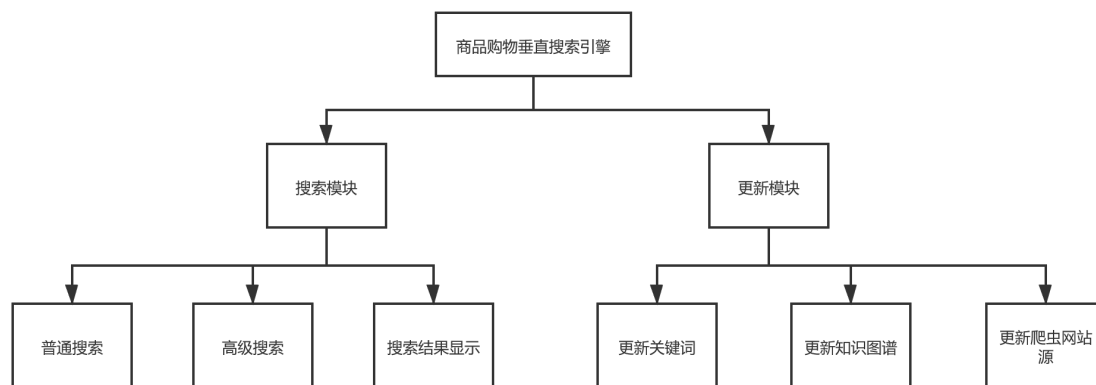 商品购物垂直搜索引擎
搜索模块
更新模块
普通搜索
高级搜索
搜索结果显示
更新关键词
更新知识图谱
更新爬虫网站
源